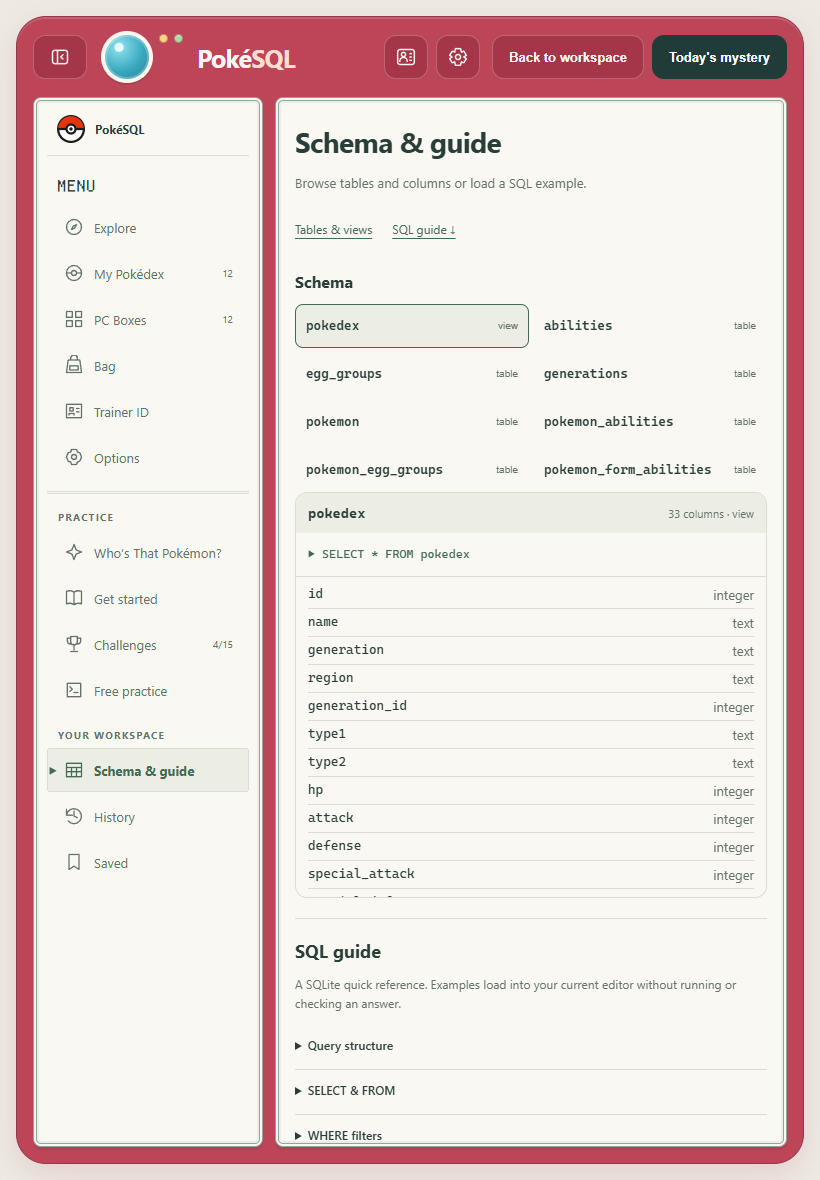 PokéSQL
Back to workspace
Today's mystery
PokéSQL
MENU
Explore
My Pokédex 12
PC Boxes 12
Bag
Trainer ID
Options
PRACTICE
Who's That Pokémon?
Get started
Challenges 4/15
Free practice
YOUR WORKSPACE
▶ Schema & guide
History
Saved
Schema & guide
Browse tables and columns or load a SQL example.
Tables & views SQL guide ↓
Schema
pokedex view abilities table
egg_groups table generations table
pokemon table pokemon_abilities table
pokemon_egg_groups table pokemon_form_abilities table
pokedex 33 columns · view
▶ SELECT * FROM pokedex
id integer
name text
generation text
region text
generation_id integer
type1 text
type2 text
hp integer
attack integer
defense integer
special_attack integer
SQL guide
A SQLite quick reference. Examples load into your current editor without running or
checking an answer.
▶ Query structure
▶ SELECT & FROM
▶ WHERE filters